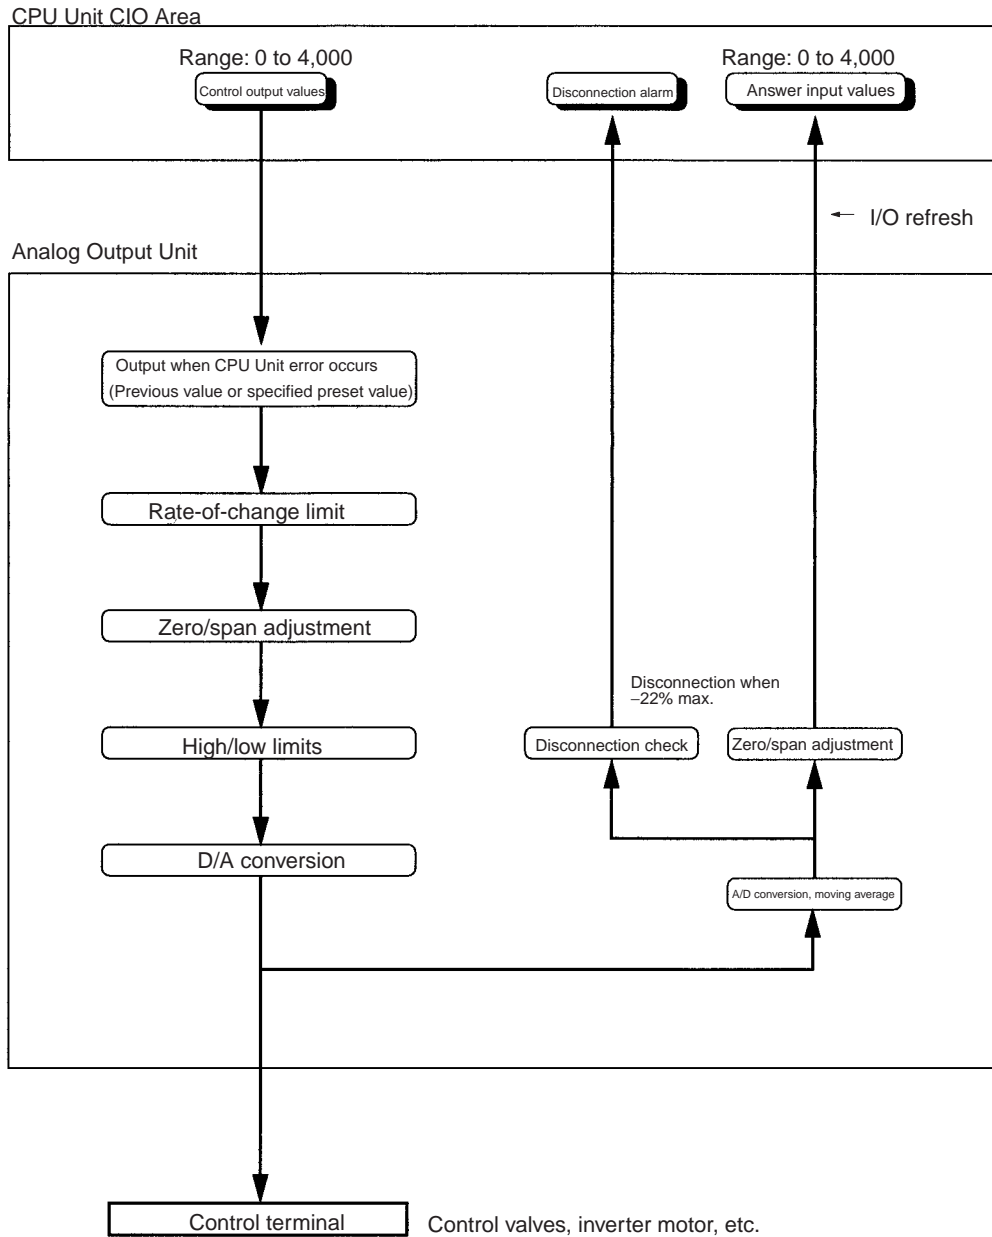 CPU Unit CIO Area
Range: 0 to 4,000
Range: 0 to 4,000
Control output values
Disconnection alarm
Answer input values
I/O refresh
Analog Output Unit
Output when CPU Unit error occurs
(Previous value or specified preset value)
Rate-of-change limit
Zero/span adjustment
Disconnection when
–22% max.
High/low limits
Disconnection check
Zero/span adjustment
D/A conversion
A/D conversion, moving average
Control terminal
Control valves, inverter motor, etc.